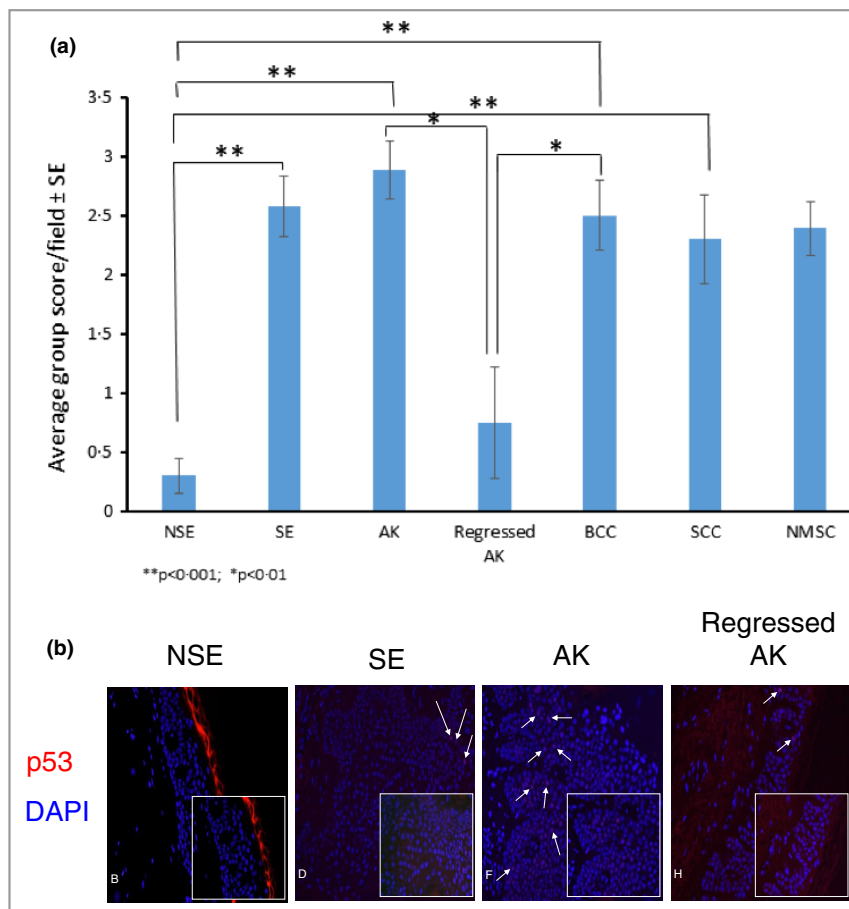 (a)
**
**
3·5
**
*
3
**
*
2·5
2
1·5
1
0·5
0
Average group score/field ± SE
NSE SE AK Regressed AK BCC SCC NMSC
**p<0·001; *p<0·01
(b)
NSE SE AK Regressed AK
p53
DAPI
B D F H